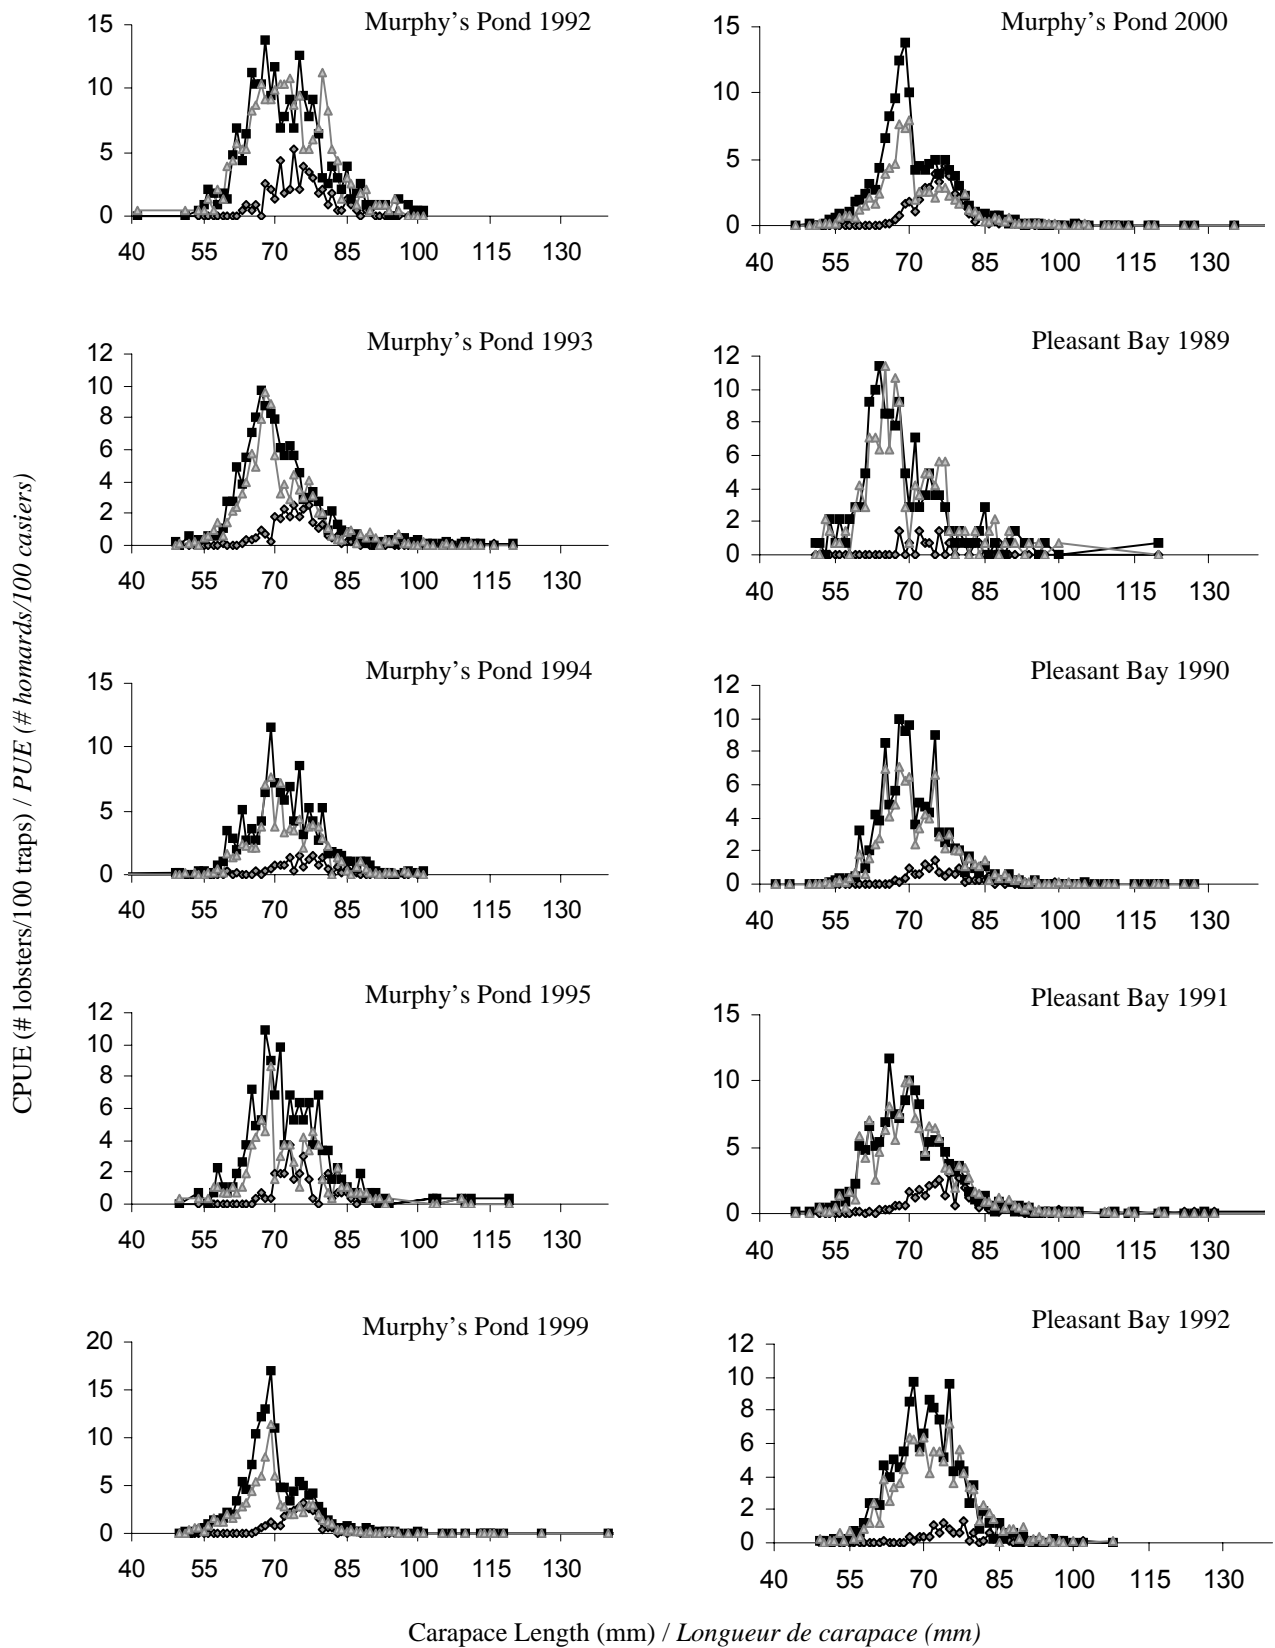 Murphy's Pond 1992
15
10
5
0
40 55 70 85 100 115 130
Murphy's Pond 1993
12
10
8
6
4
2
0
40 55 70 85 100 115 130
Murphy's Pond 1994
15
10
5
0
40 55 70 85 100 115 130
Murphy's Pond 1995
12
10
8
6
4
2
0
40 55 70 85 100 115 130
Murphy's Pond 1999
20
15
10
5
0
40 55 70 85 100 115 130
Murphy's Pond 2000
15
10
5
0
40 55 70 85 100 115 130
Pleasant Bay 1989
12
10
8
6
4
2
0
40 55 70 85 100 115 130
Pleasant Bay 1990
12
10
8
6
4
2
0
40 55 70 85 100 115 130
Pleasant Bay 1991
15
10
5
0
40 55 70 85 100 115 130
Pleasant Bay 1992
12
10
8
6
4
2
0
40 55 70 85 100 115 130
CPUE (# lobsters/100 traps) / PUE (# homards/100 casiers)
Carapace Length (mm) / Longueur de carapace (mm)